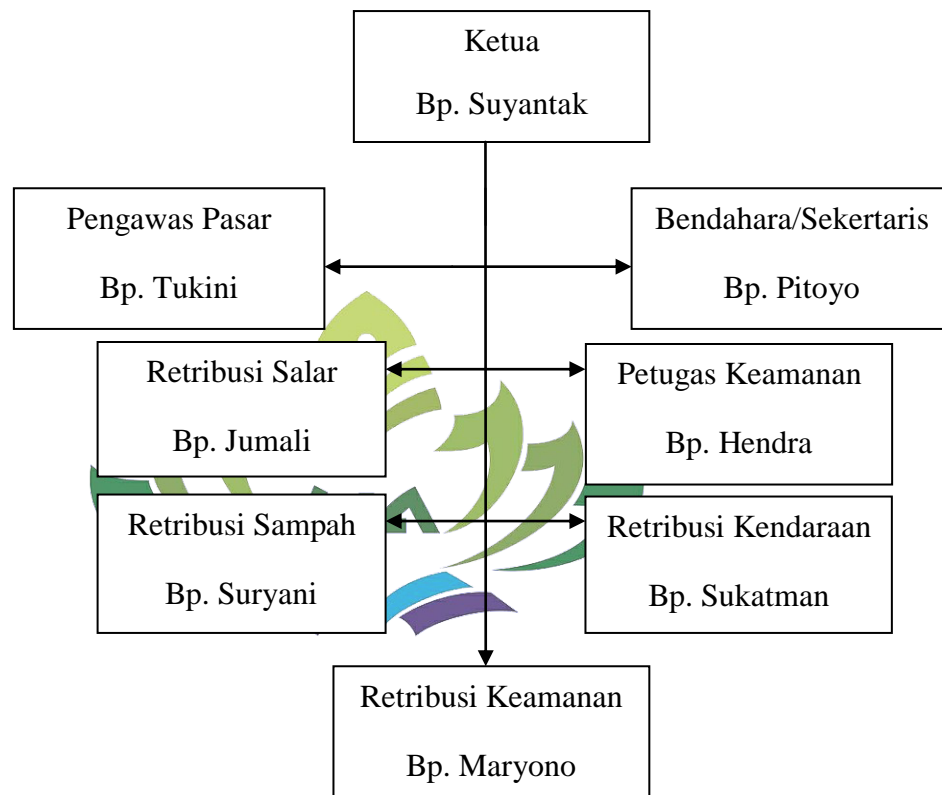 Ketua
Bp. Suyantak
Pengawas Pasar
Bp. Tukini
Bendahara/Sekertaris
Bp. Pitoyo
Retribusi Salar
Bp. Jumali
Petugas Keamanan
Bp. Hendra
Retribusi Sampah
Bp. Suryani
Retribusi Kendaraan
Bp. Sukatman
Retribusi Keamanan
Bp. Maryono